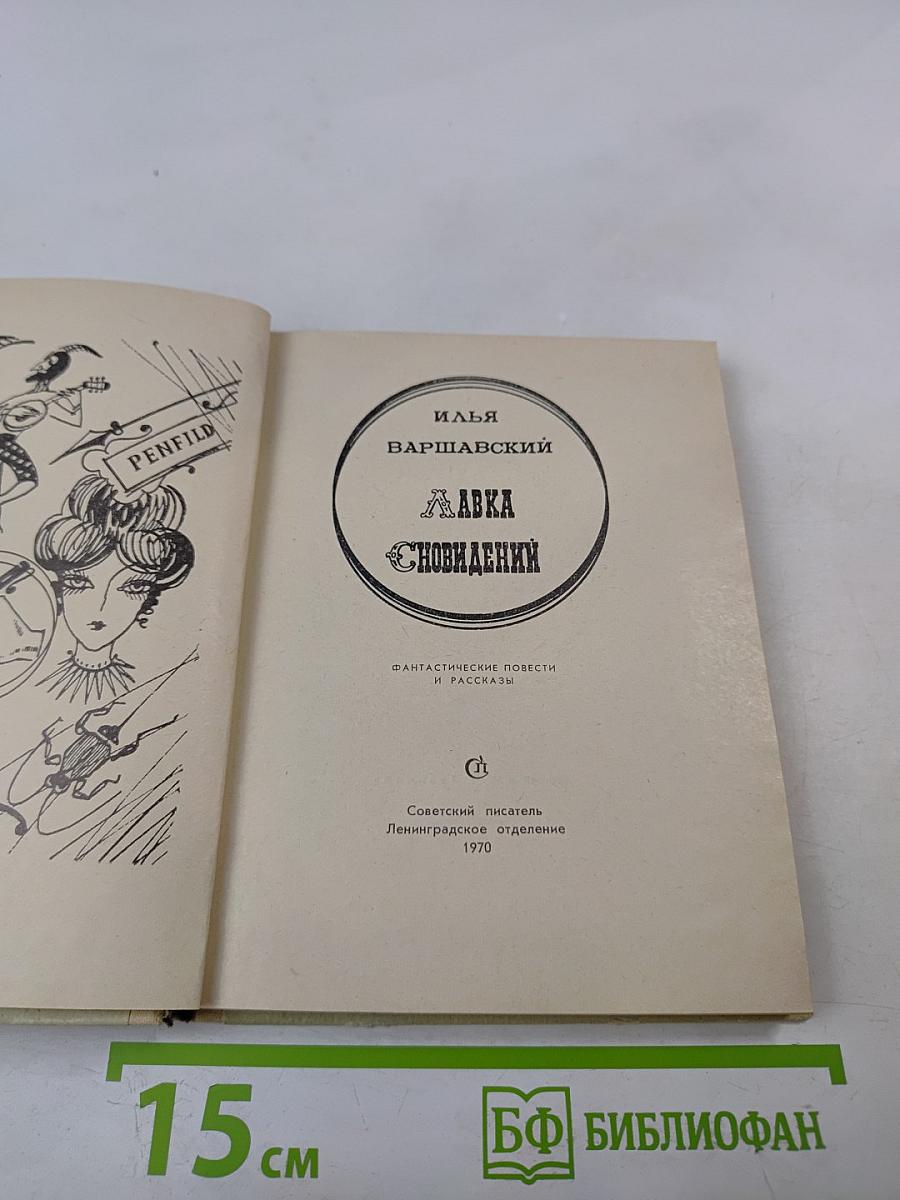 PENFILD
ИЛЬЯ
ВАРШАВСКИЙ
ЛАВКА
СНОВИДЕНИЙ
ФАНТАСТИЧЕСКИЕ ПОВЕСТИ
И РАССКАЗЫ
СП
Советский писатель
Ленинградское отделение
1970
15 см
БФ БИБЛИОФАН